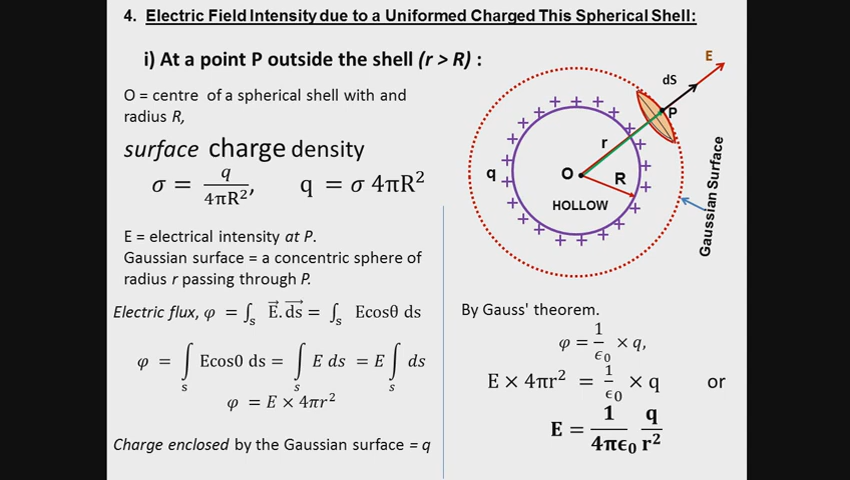 4. Electric Field Intensity due to a Uniformed Charged This Spherical Shell:
i) At a point P outside the shell (r > R) :
O = centre of a spherical shell with and
radius R,
surface charge density
σ = q/4πR², q = σ 4πR²
E = electrical intensity at P.
Gaussian surface = a concentric sphere of
radius r passing through P.
Electric flux, φ = ∫s E⃗.ds⃗ = ∫s Ecosθ ds
φ = ∫s Ecos0 ds = ∫s E ds = E ∫s ds
φ = E × 4πr²
Charge enclosed by the Gaussian surface = q
E
dS
P
r
q
O
R
HOLLOW
Gaussian Surface
By Gauss' theorem.
φ = 1/ϵ₀ × q,
E × 4πr² = 1/ϵ₀ × q or
E = 1/4πϵ₀ q/r²